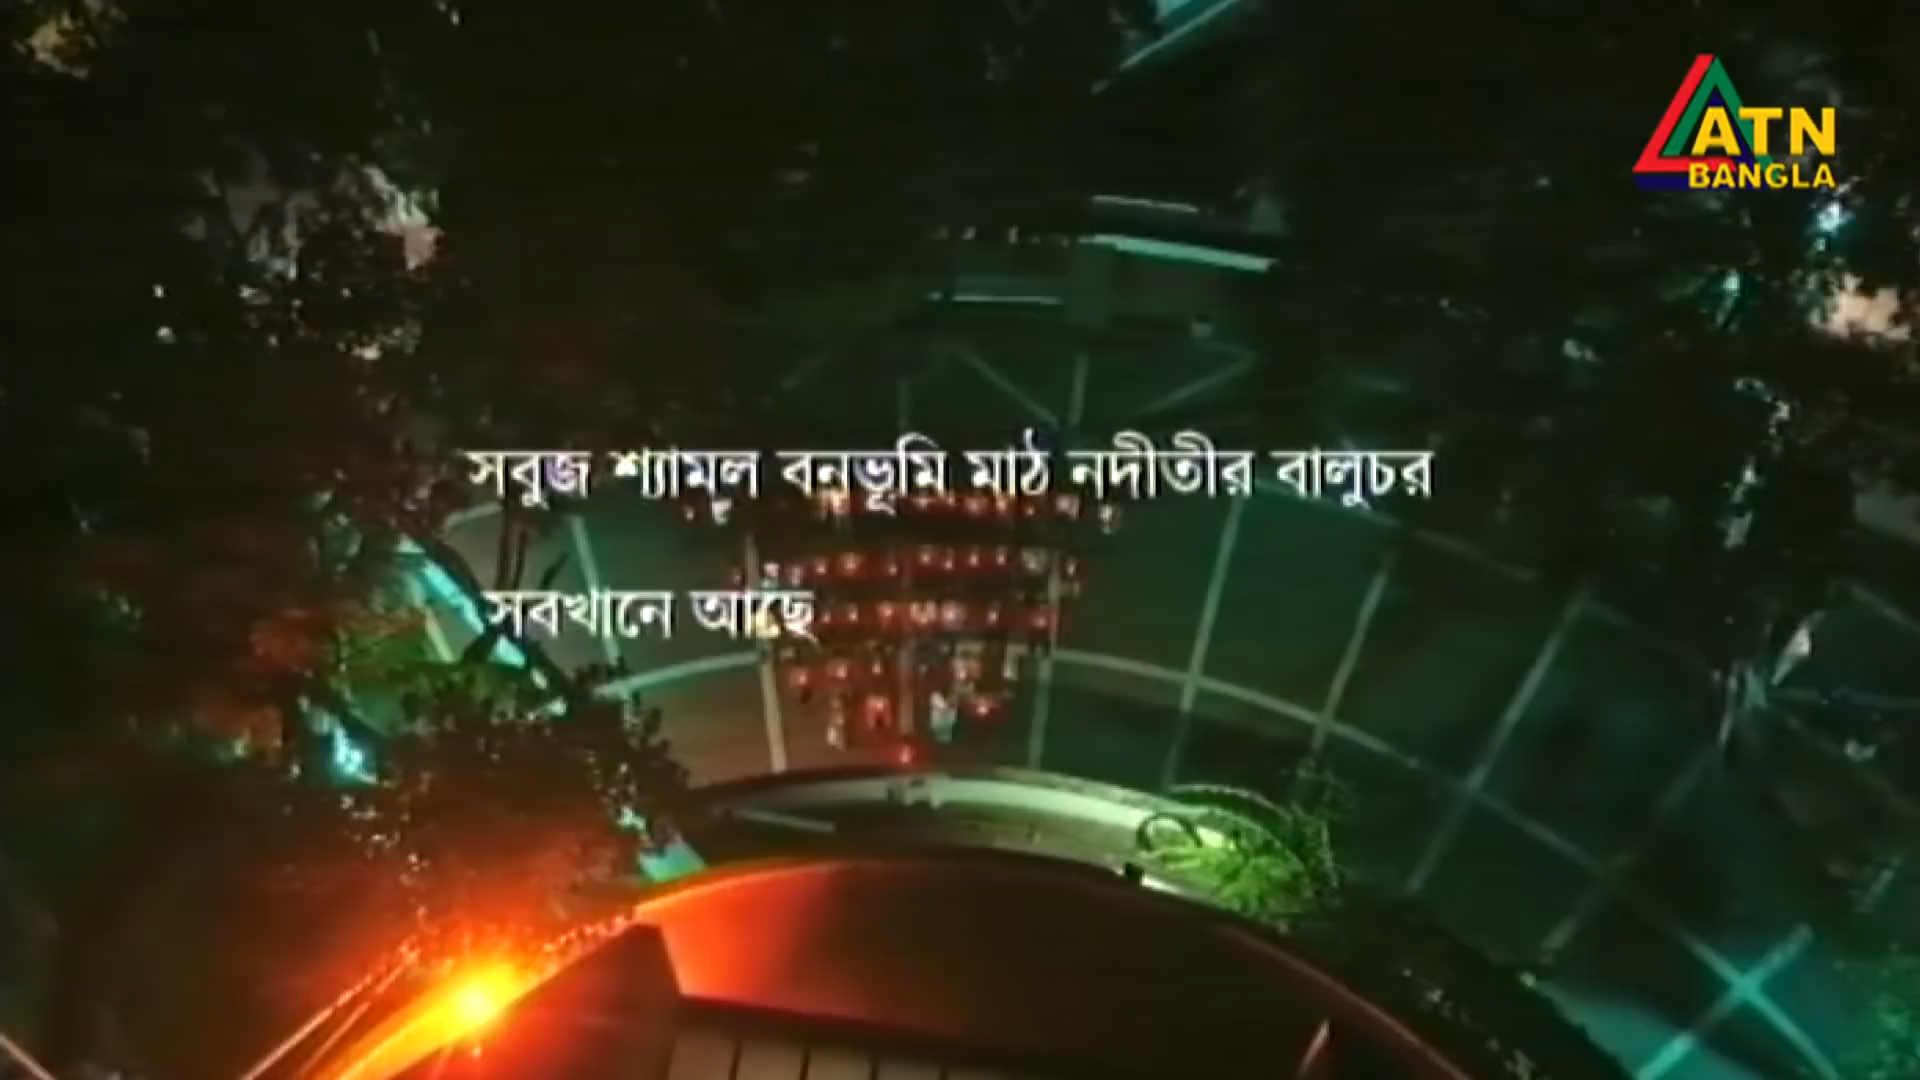 ATN
BANGLA
সবুজ শ্যামল বনভূমি মাঠ নদীতীর বালুচর
সবখানে আছে